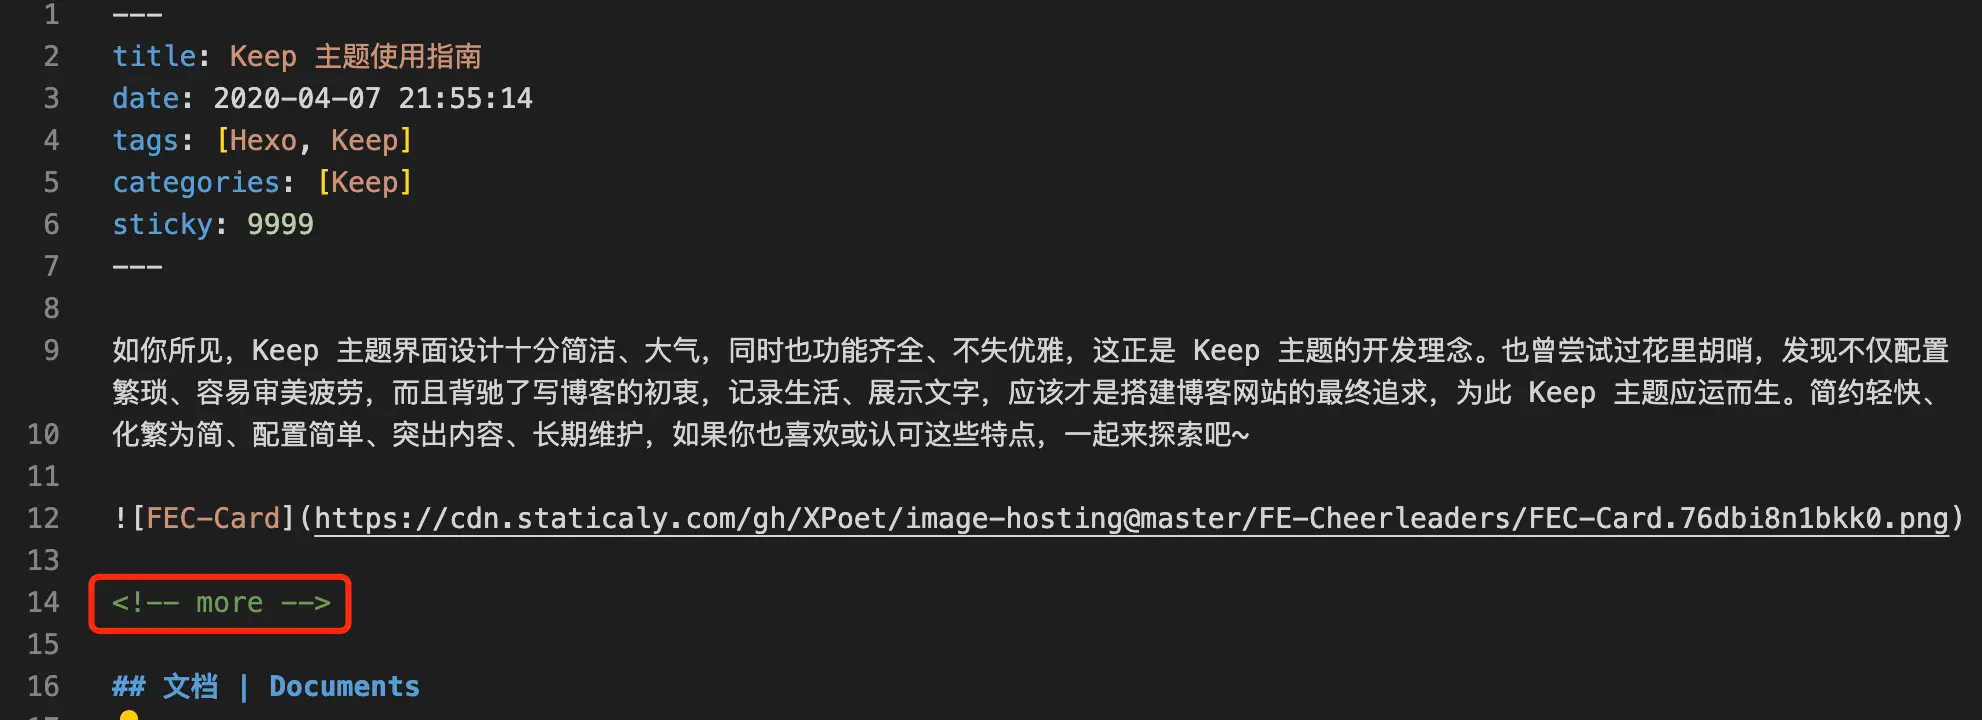 1 ---
2 title: Keep 主题使用指南
3 date: 2020-04-07 21:55:14
4 tags: [Hexo, Keep]
5 categories: [Keep]
6 sticky: 9999
7 ---
8
9 如你所见，Keep 主题界面设计十分简洁、大气，同时也功能齐全、不失优雅，这正是 Keep 主题的开发理念。也曾尝试过花里胡哨，发现不仅配置
繁琐、容易审美疲劳，而且背驰了写博客的初衷，记录生活、展示文字，应该才是搭建博客网站的最终追求，为此 Keep 主题应运而生。简约轻快、
10 化繁为简、配置简单、突出内容、长期维护，如果你也喜欢或认可这些特点，一起来探索吧~
11
12 ![FEC-Card](https://cdn.staticaly.com/gh/XPoet/image-hosting@master/FE-Cheerleaders/FEC-Card.76dbi8n1bkk0.png)
13
14 <!-- more -->
15
16 ## 文档 | Documents